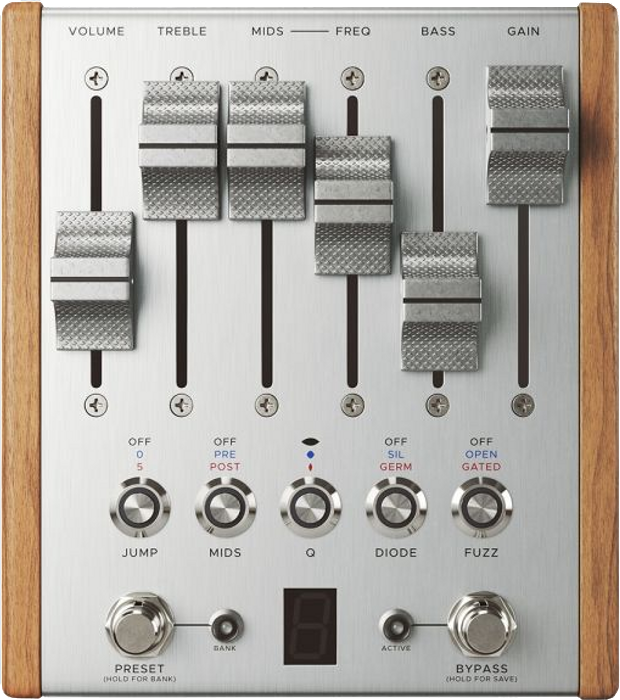 VOLUME TREBLE MIDS FREQ BASS GAIN
OFF OFF OFF OFF
0 PRE SIL OPEN
5 POST GERM GATED
JUMP MIDS Q DIODE FUZZ
BANK ACTIVE
PRESET BYPASS
(HOLD FOR BANK) (HOLD FOR SAVE)